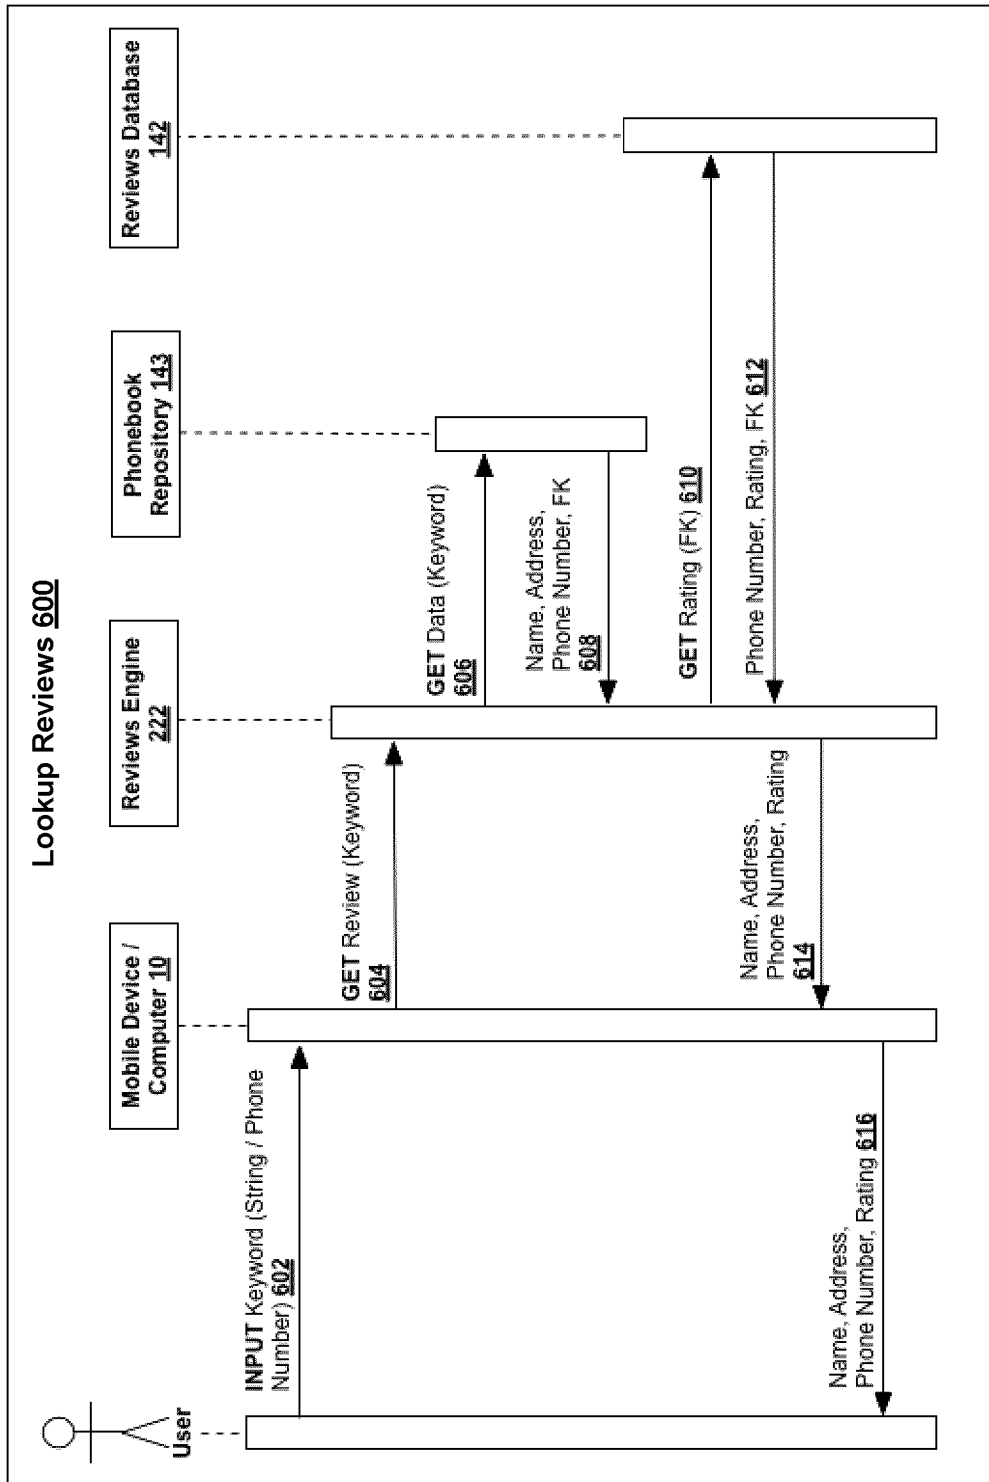 Lookup Reviews 600
User
Mobile Device /
Computer 10
Reviews Engine
222
Phonebook
Repository 143
Reviews Database
142
INPUT Keyword (String / Phone
Number) 602
GET Review (Keyword)
604
GET Data (Keyword)
606
Name, Address,
Phone Number, FK
608
GET Rating (FK) 610
Phone Number, Rating, FK 612
Name, Address,
Phone Number, Rating
614
Name, Address,
Phone Number, Rating 616